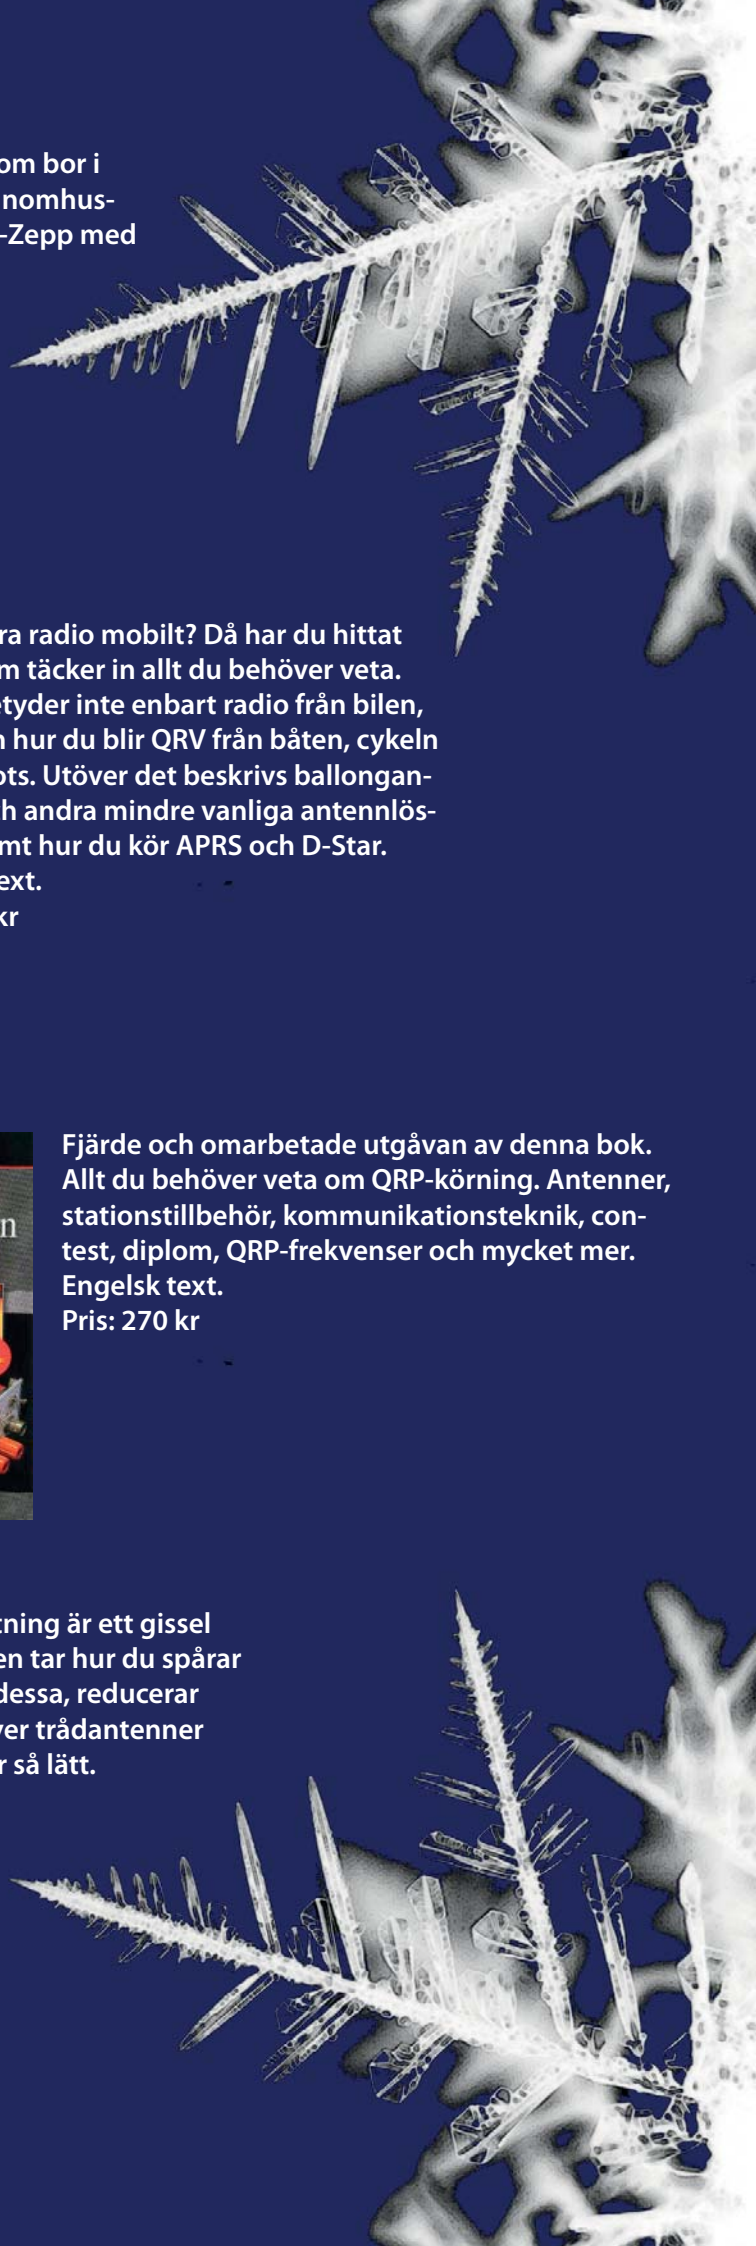 om bor i
nomhus-
-Zepp med
ra radio mobilt? Då har du hittat
m täcker in allt du behöver veta.
etyder inte enbart radio från bilen,
n hur du blir QRV från båten, cykeln
ots. Utöver det beskrivs ballongan-
ch andra mindre vanliga antennlös-
mt hur du kör APRS och D-Star.
ext.
kr
Fjärde och omarbetade utgåvan av denna bok.
Allt du behöver veta om QRP-körning. Antenner,
stationstillbehör, kommunikationsteknik, con-
test, diplom, QRP-frekvenser och mycket mer.
Engelsk text.
Pris: 270 kr
n
tning är ett gissel
en tar hur du spårar
dessa, reducerar
ver trådantenner
r så lätt.